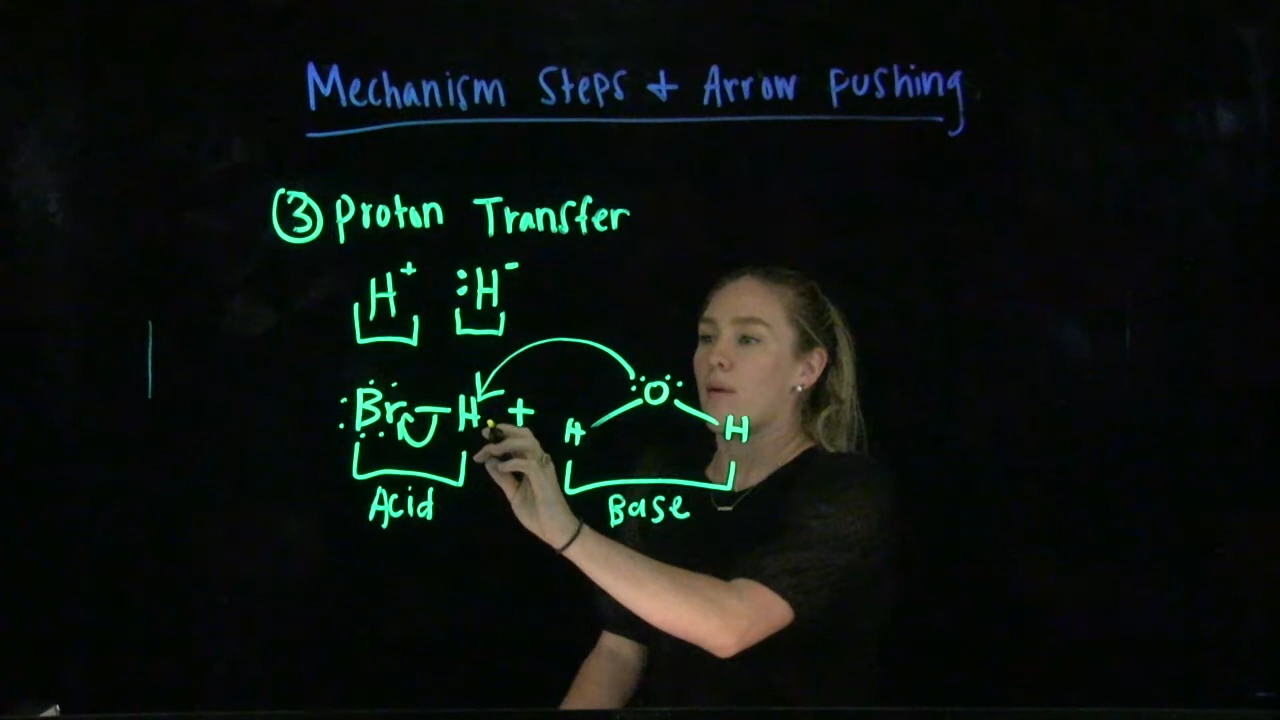 Mechanism Steps + Arrow Pushing
③ Proton Transfer
H⁺ :H⁻
:Br—H + H O H
Acid Base